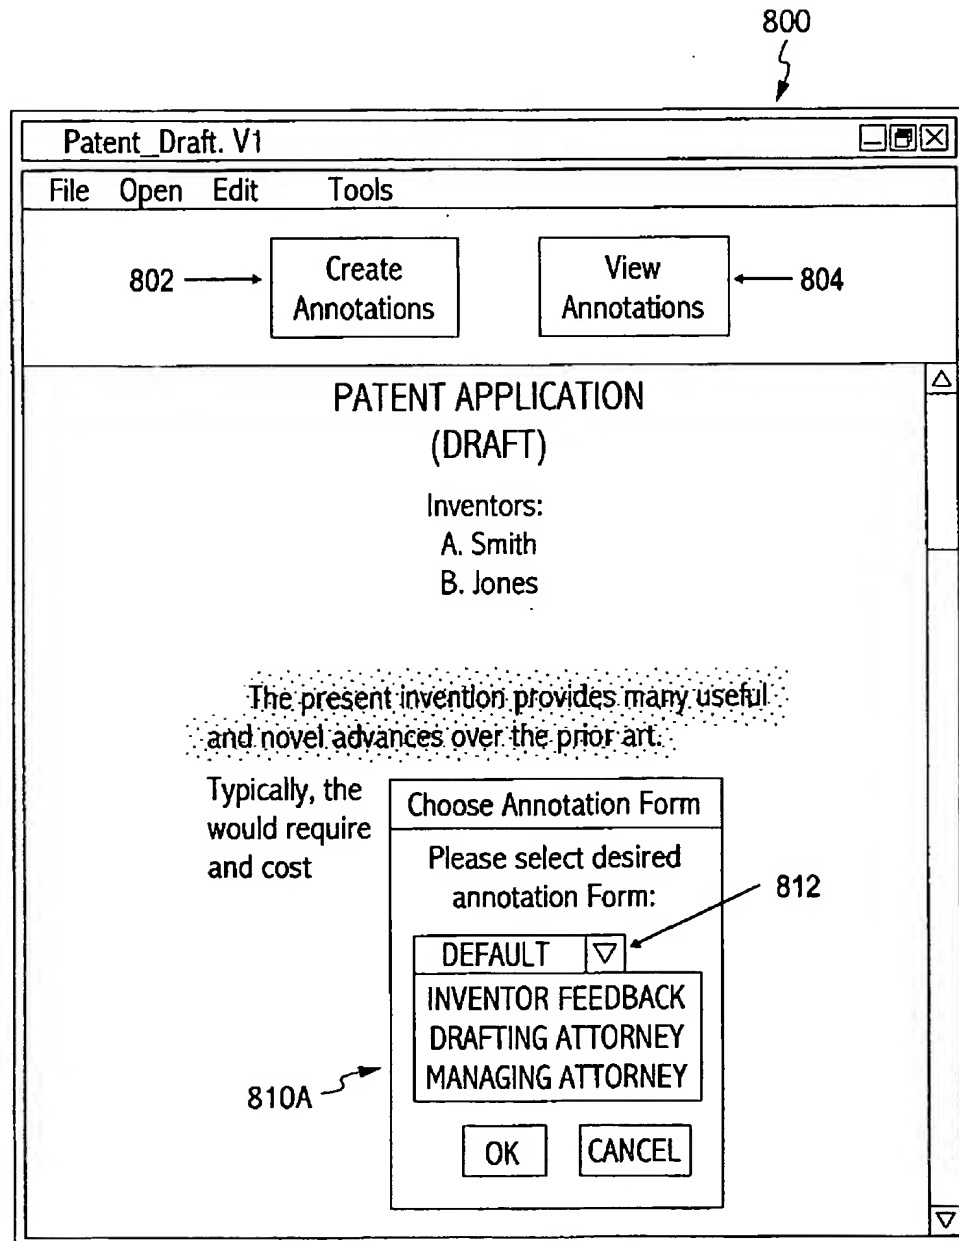 800
Patent_Draft. V1
File Open Edit Tools
802
Create
Annotations
View
Annotations
804
PATENT APPLICATION
(DRAFT)
Inventors:
A. Smith
B. Jones
The present invention provides many useful
and novel advances over the prior art.
Typically, the
would require
and cost
Choose Annotation Form
Please select desired
annotation Form:
812
DEFAULT
INVENTOR FEEDBACK
DRAFTING ATTORNEY
MANAGING ATTORNEY
810A
OK CANCEL